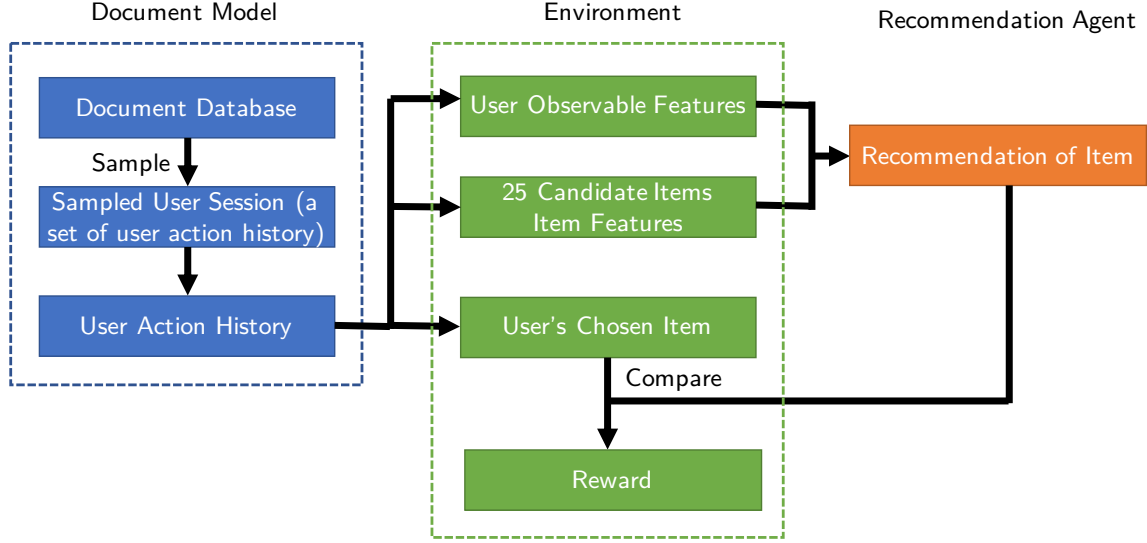 Document Model
Environment
Recommendation Agent
Document Database
Sample
Sampled User Session (a
set of user action history)
User Action History
User Observable Features
25 Candidate Items
Item Features
User's Chosen Item
Compare
Reward
Recommendation of Item